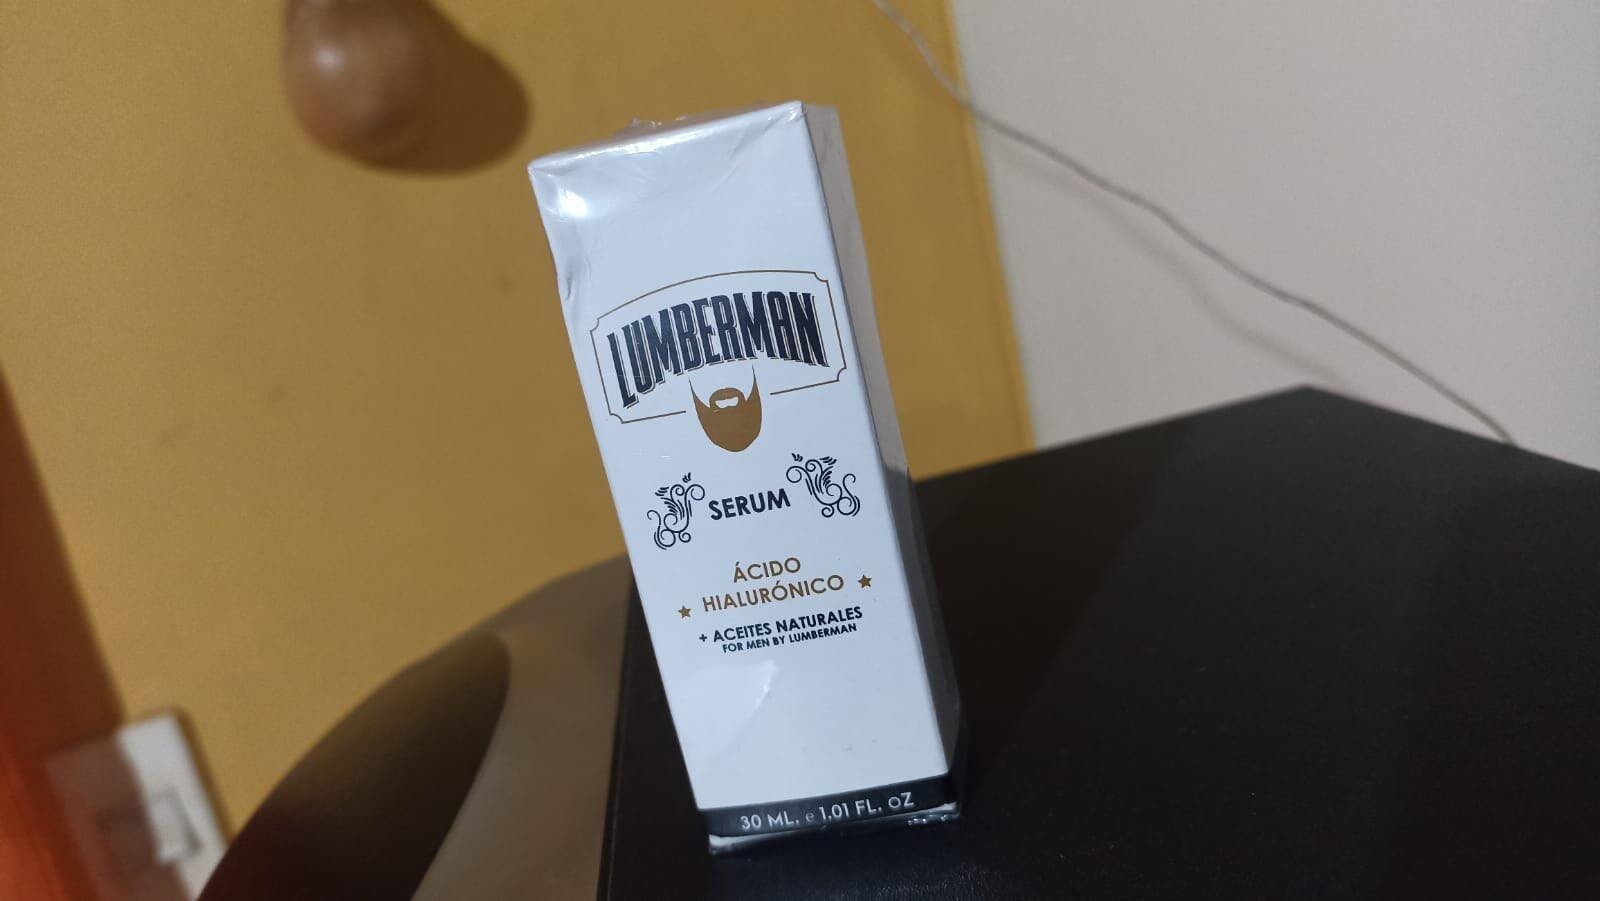 LUMBERMAN
SERUM
ÁCIDO
HIALURÓNICO
+ ACEITES NATURALES
FOR MEN BY LUMBERMAN
30 ML. e 1.01 FL. OZ